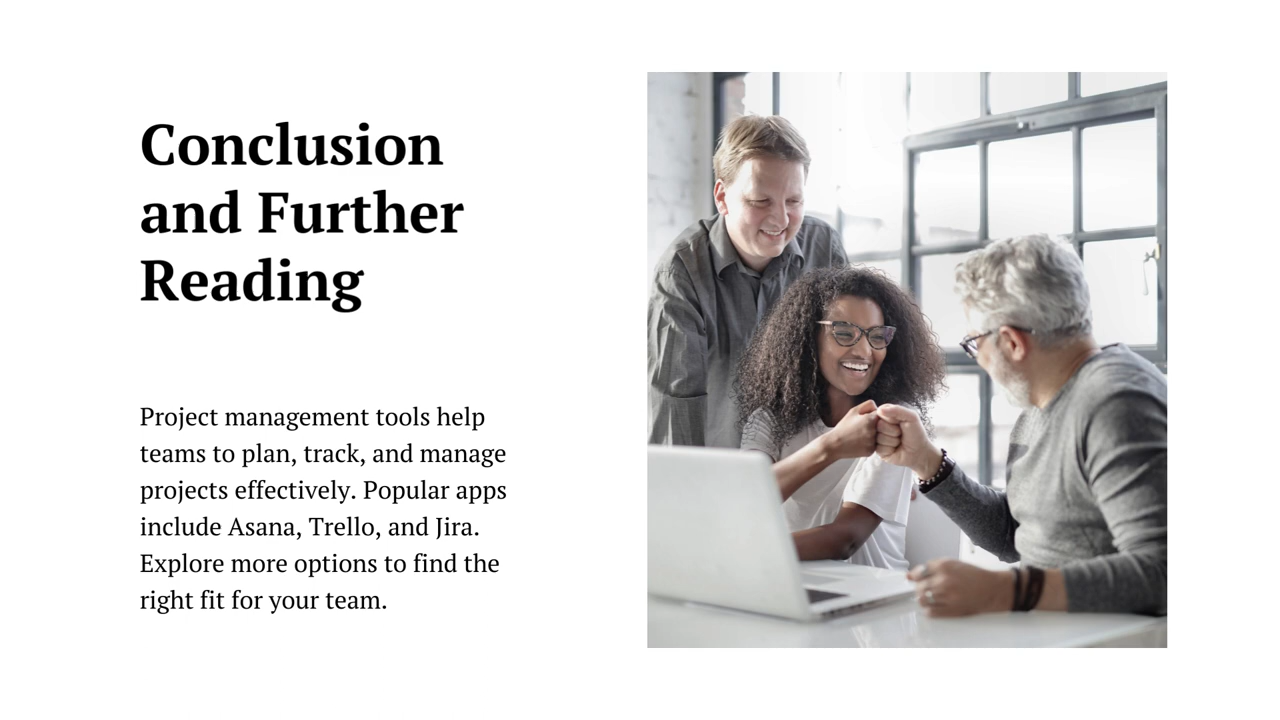 Conclusion
and Further
Reading
Project management tools help
teams to plan, track, and manage
projects effectively. Popular apps
include Asana, Trello, and Jira.
Explore more options to find the
right fit for your team.